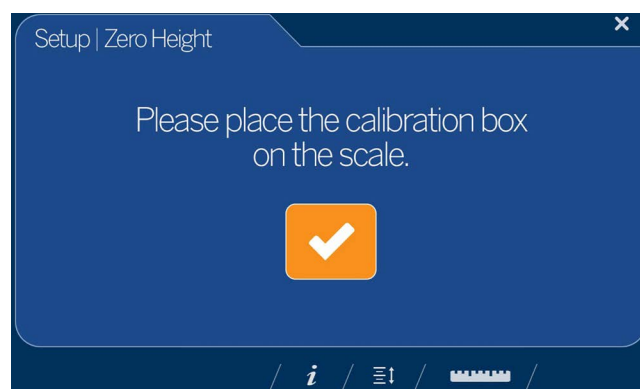 Setup | Zero Height
Please place the calibration box
on the scale.
i